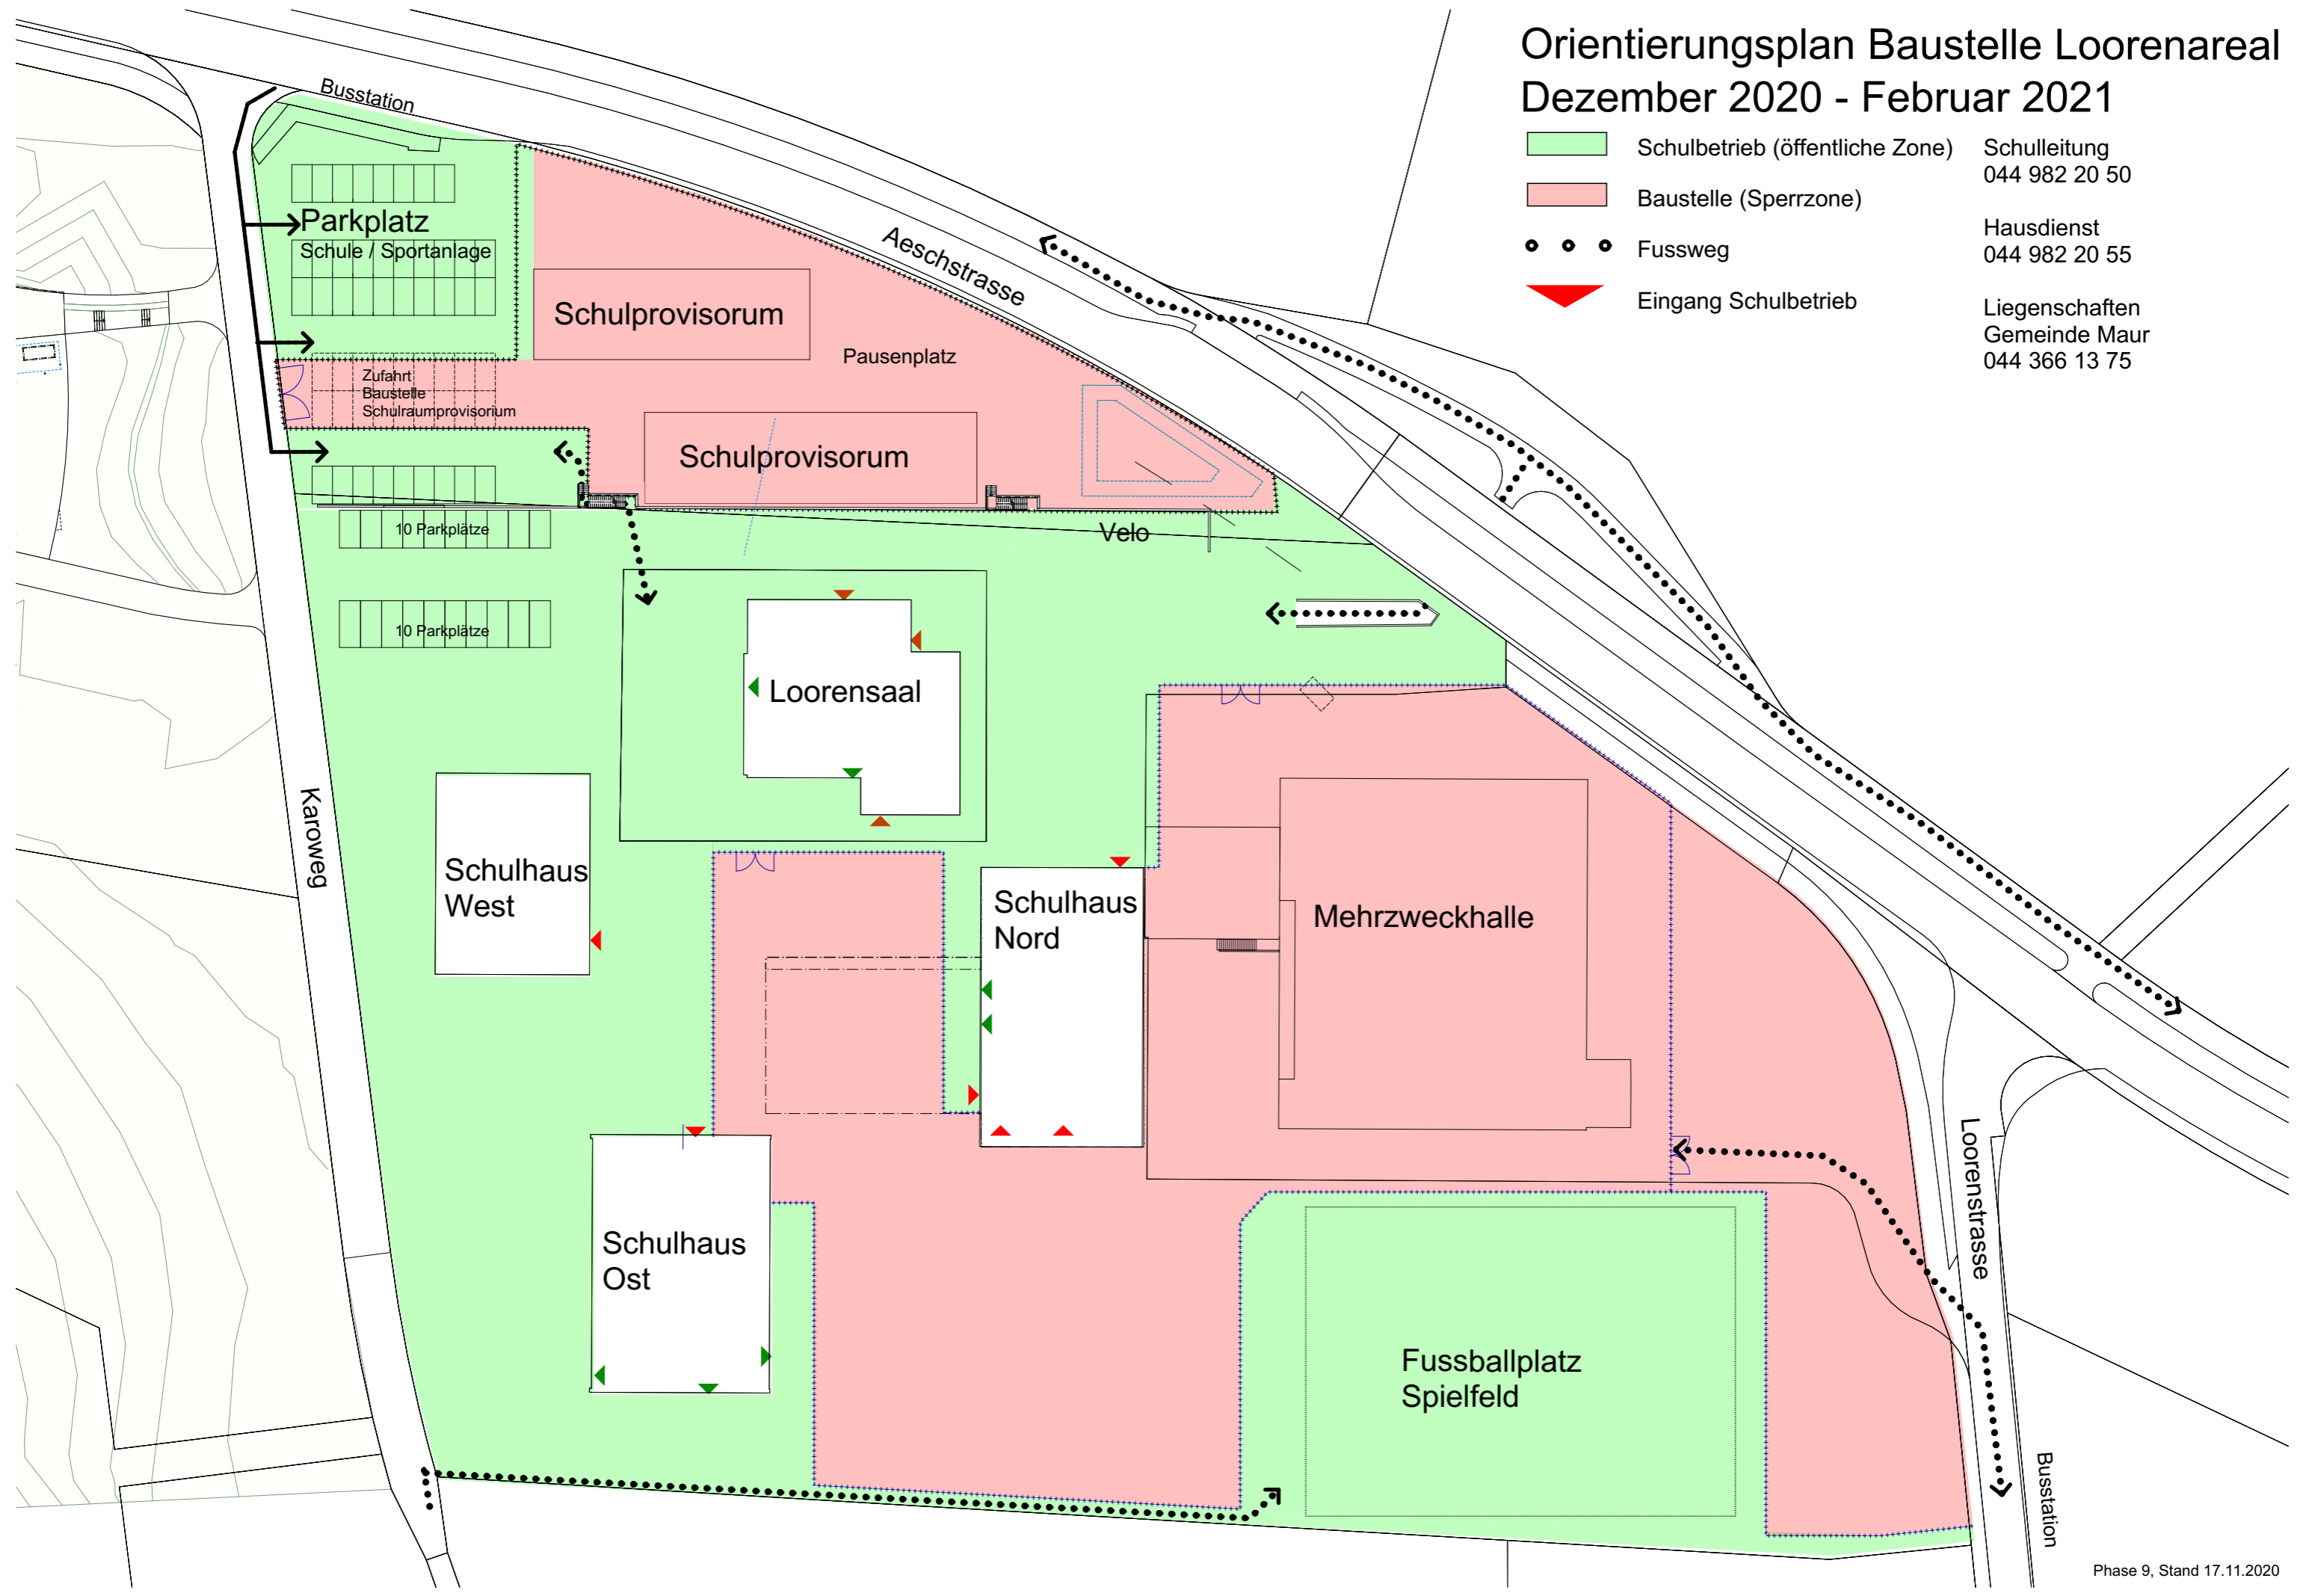 Orientierungsplan Baustelle Loorenareal
Dezember 2020 - Februar 2021
Schulbetrieb (öffentliche Zone)
Baustelle (Sperrzone)
Fussweg
Eingang Schulbetrieb
Schulleitung
044 982 20 50
Hausdienst
044 982 20 55
Liegenschaften
Gemeinde Maur
044 366 13 75
Busstation
Parkplatz
Schule / Sportanlage
Aeschstrasse
Schulprovisorum
Pausenplatz
Zufahrt
Baustelle
Schulraumprovisorium
Schulprovisorum
10 Parkplätze
Velo
10 Parkplätze
Loorensaal
Karoweg
Schulhaus
West
Schulhaus
Nord
Mehrzweckhalle
Loorenstrasse
Schulhaus
Ost
Fussballplatz
Spielfeld
Busstation
Phase 9, Stand 17.11.2020